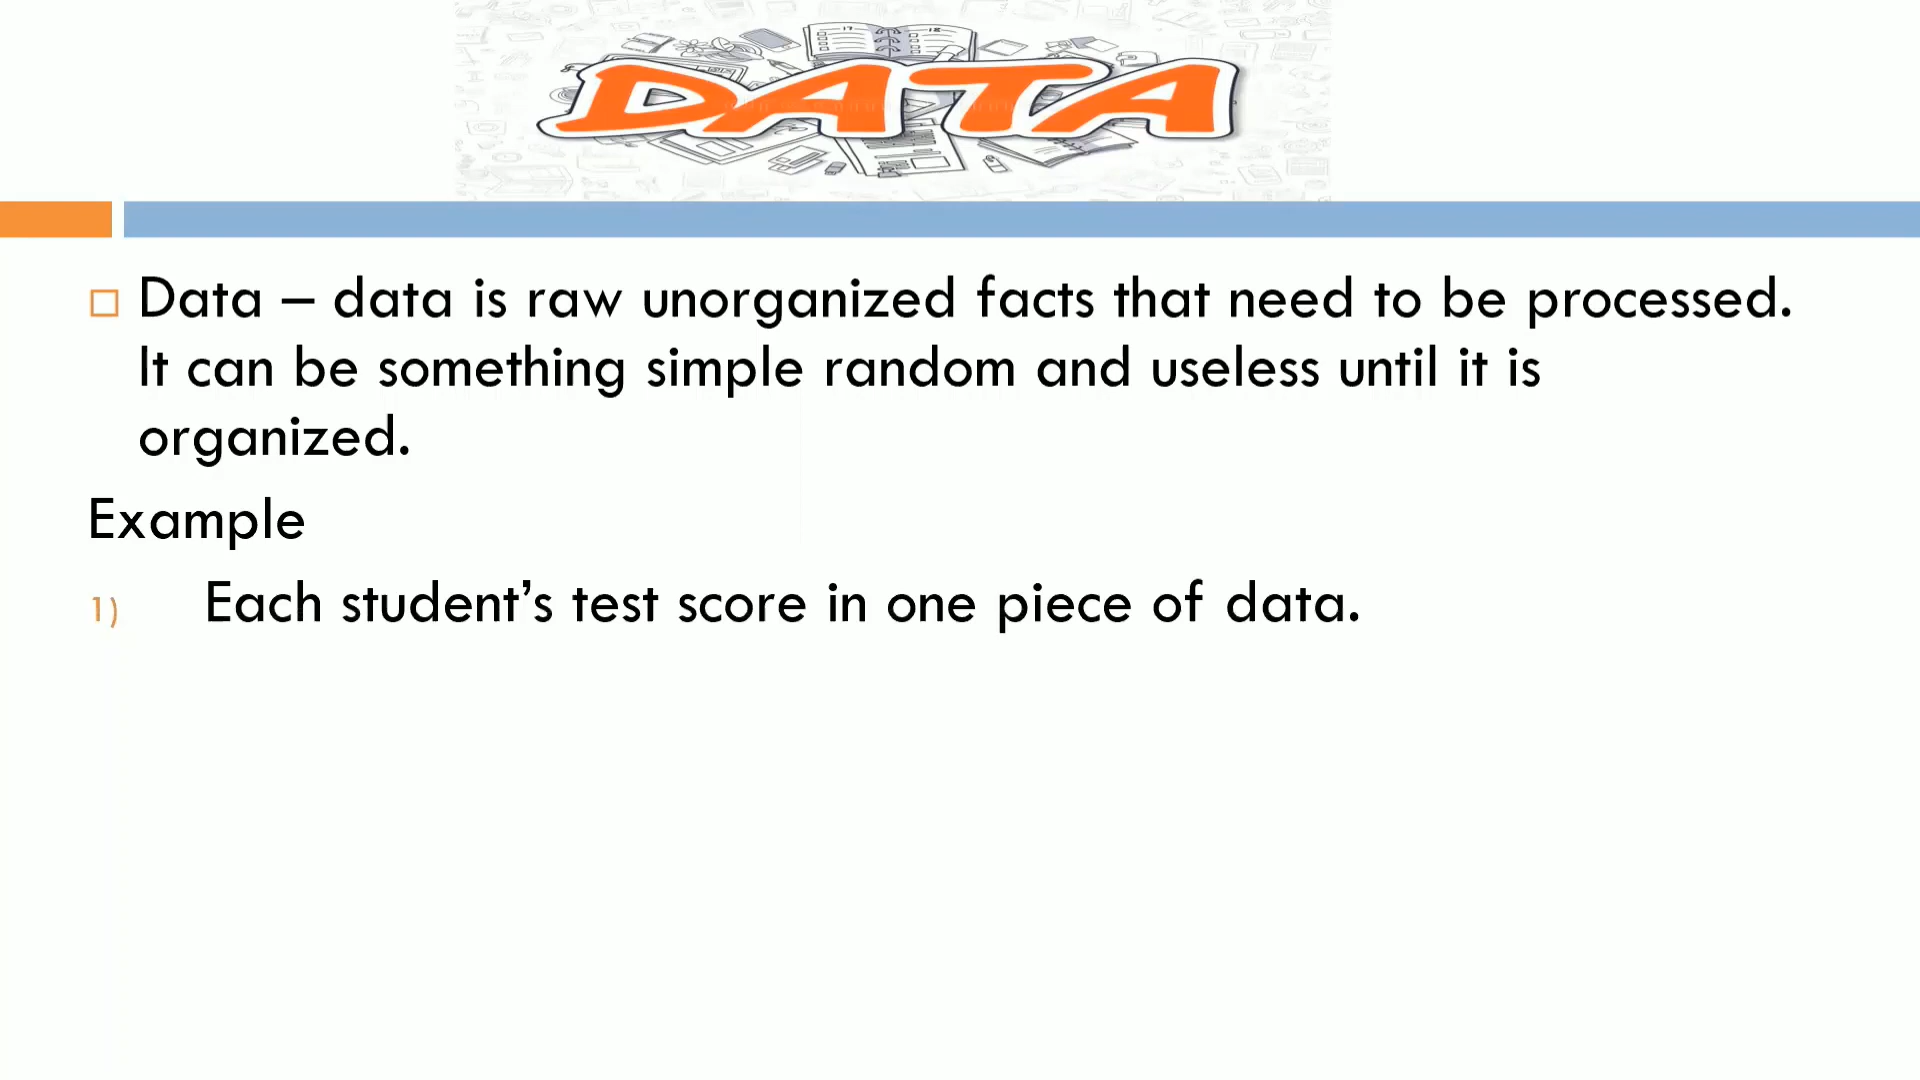 DATA
Data – data is raw unorganized facts that need to be processed.
It can be something simple random and useless until it is
organized.
Example
1) Each student’s test score in one piece of data.